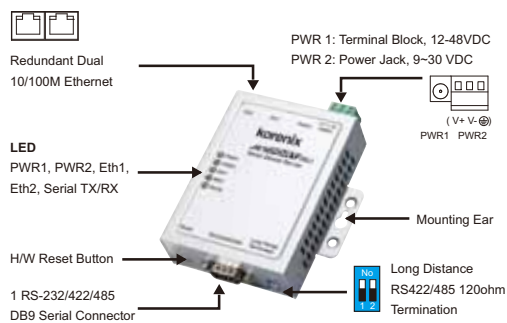 Redundant Dual
10/100M Ethernet
PWR 1: Terminal Block, 12-48VDC
PWR 2: Power Jack, 9~30 VDC
( V+ V- )
PWR1 PWR2
LED
PWR1, PWR2, Eth1,
Eth2, Serial TX/RX
korenix
Mounting Ear
H/W Reset Button
1 RS-232/422/485
DB9 Serial Connector
No
1 2
Long Distance
RS422/485 120ohm
Termination